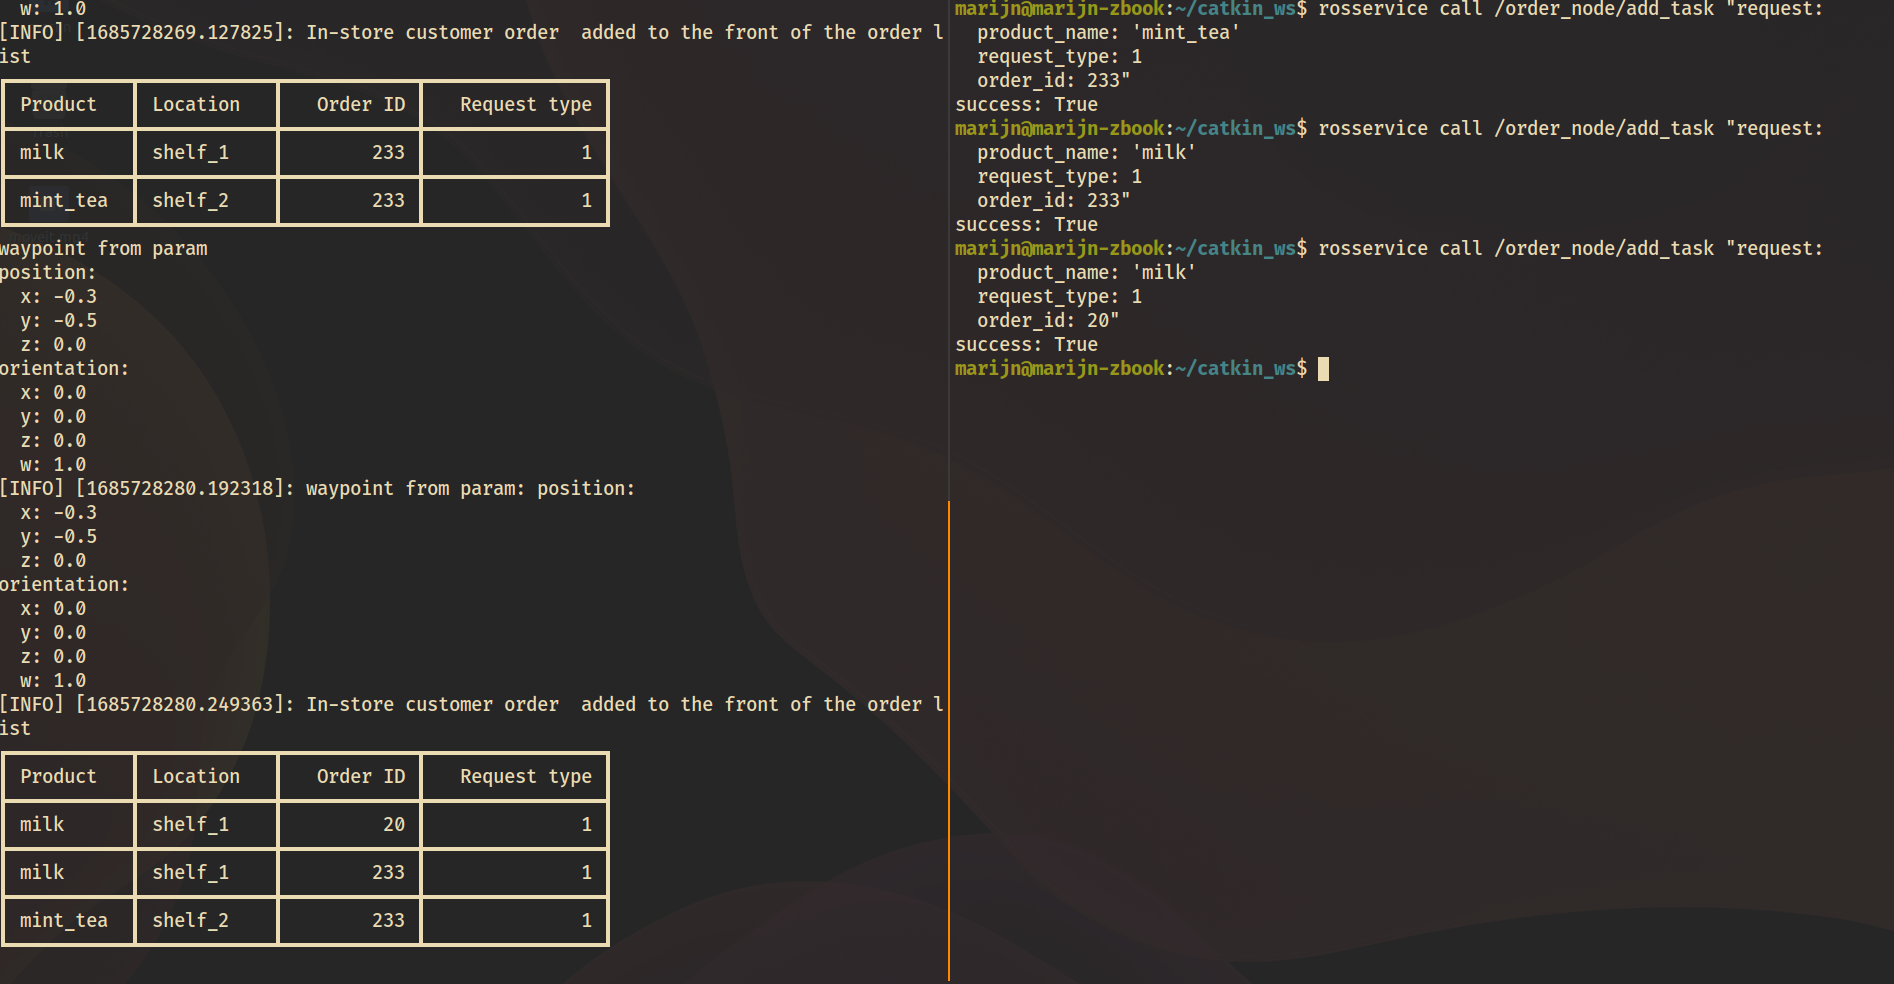 w: 1.0
[INFO] [1685728269.127825]: In-store customer order  added to the front of the order l
ist
Product Location Order ID Request type
milk shelf_1 233 1
mint_tea shelf_2 233 1
waypoint from param
position:
  x: -0.3
  y: -0.5
  z: 0.0
orientation:
  x: 0.0
  y: 0.0
  z: 0.0
  w: 1.0
[INFO] [1685728280.192318]: waypoint from param: position:
  x: -0.3
  y: -0.5
  z: 0.0
orientation:
  x: 0.0
  y: 0.0
  z: 0.0
  w: 1.0
[INFO] [1685728280.249363]: In-store customer order  added to the front of the order l
ist
Product Location Order ID Request type
milk shelf_1 20 1
milk shelf_1 233 1
mint_tea shelf_2 233 1
marijn@marijn-zbook:~/catkin_ws$ rosservice call /order_node/add_task "request:
  product_name: 'mint_tea'
  request_type: 1
  order_id: 233"
success: True
marijn@marijn-zbook:~/catkin_ws$ rosservice call /order_node/add_task "request:
  product_name: 'milk'
  request_type: 1
  order_id: 233"
success: True
marijn@marijn-zbook:~/catkin_ws$ rosservice call /order_node/add_task "request:
  product_name: 'milk'
  request_type: 1
  order_id: 20"
success: True
marijn@marijn-zbook:~/catkin_ws$